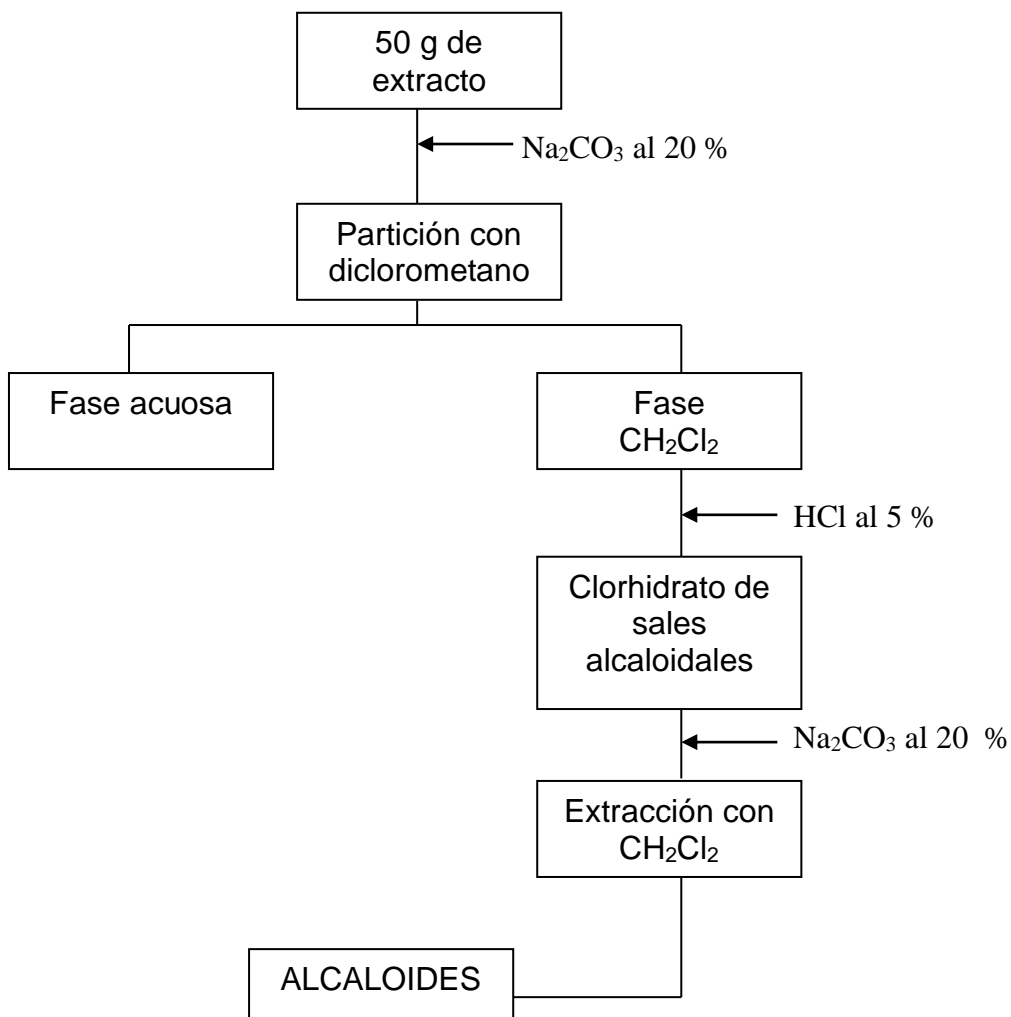 50 g de
extracto
Na₂CO₃ al 20 %
Partición con
diclorometano
Fase acuosa
Fase
CH₂Cl₂
HCl al 5 %
Clorhidrato de
sales
alcaloidales
Na₂CO₃ al 20 %
Extracción con
CH₂Cl₂
ALCALOIDES